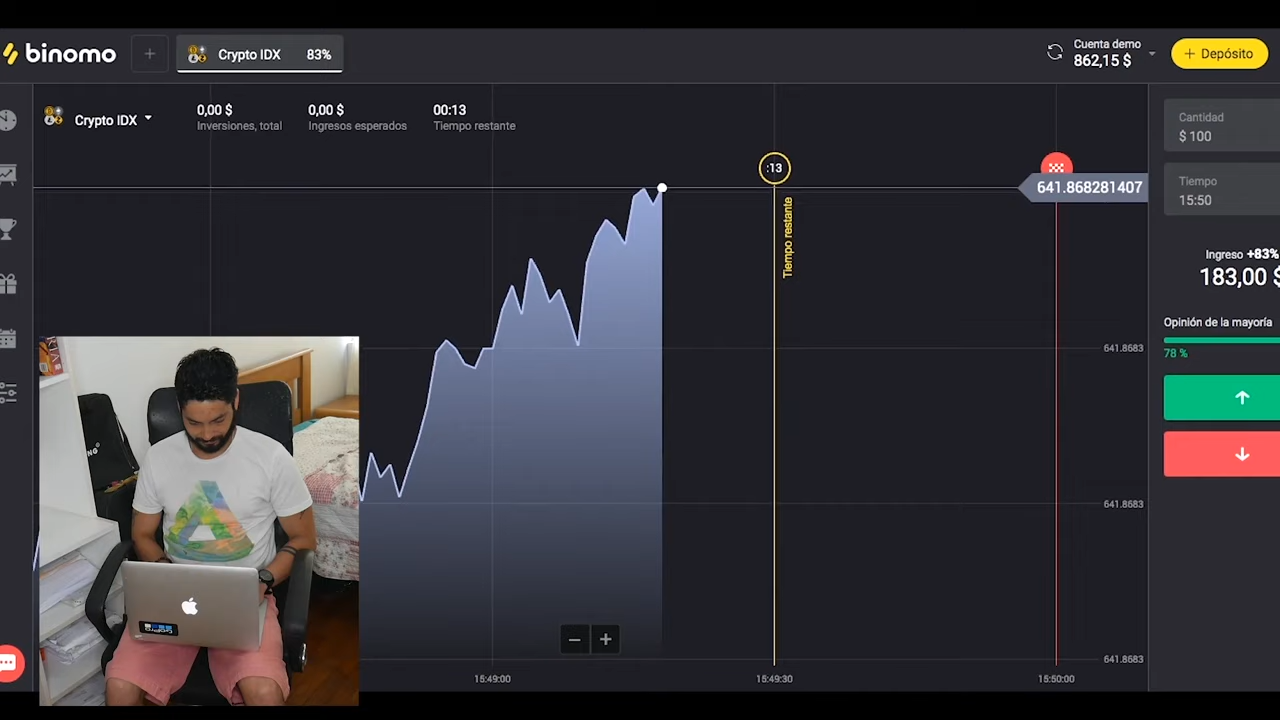 binomo
+
Crypto IDX 83%
Cuenta demo
862,15 $
+ Depósito
Crypto IDX
0,00 $
Inversiones, total
0,00 $
Ingresos esperados
00:13
Tiempo restante
:13
Tiempo restante
641.868281407
641.8683
641.8683
641.8683
15:49:00
15:49:30
15:50:00
Cantidad
$ 100
Tiempo
15:50
Ingreso +83%
183,00 $
Opinión de la mayoría
78 %
GoPro